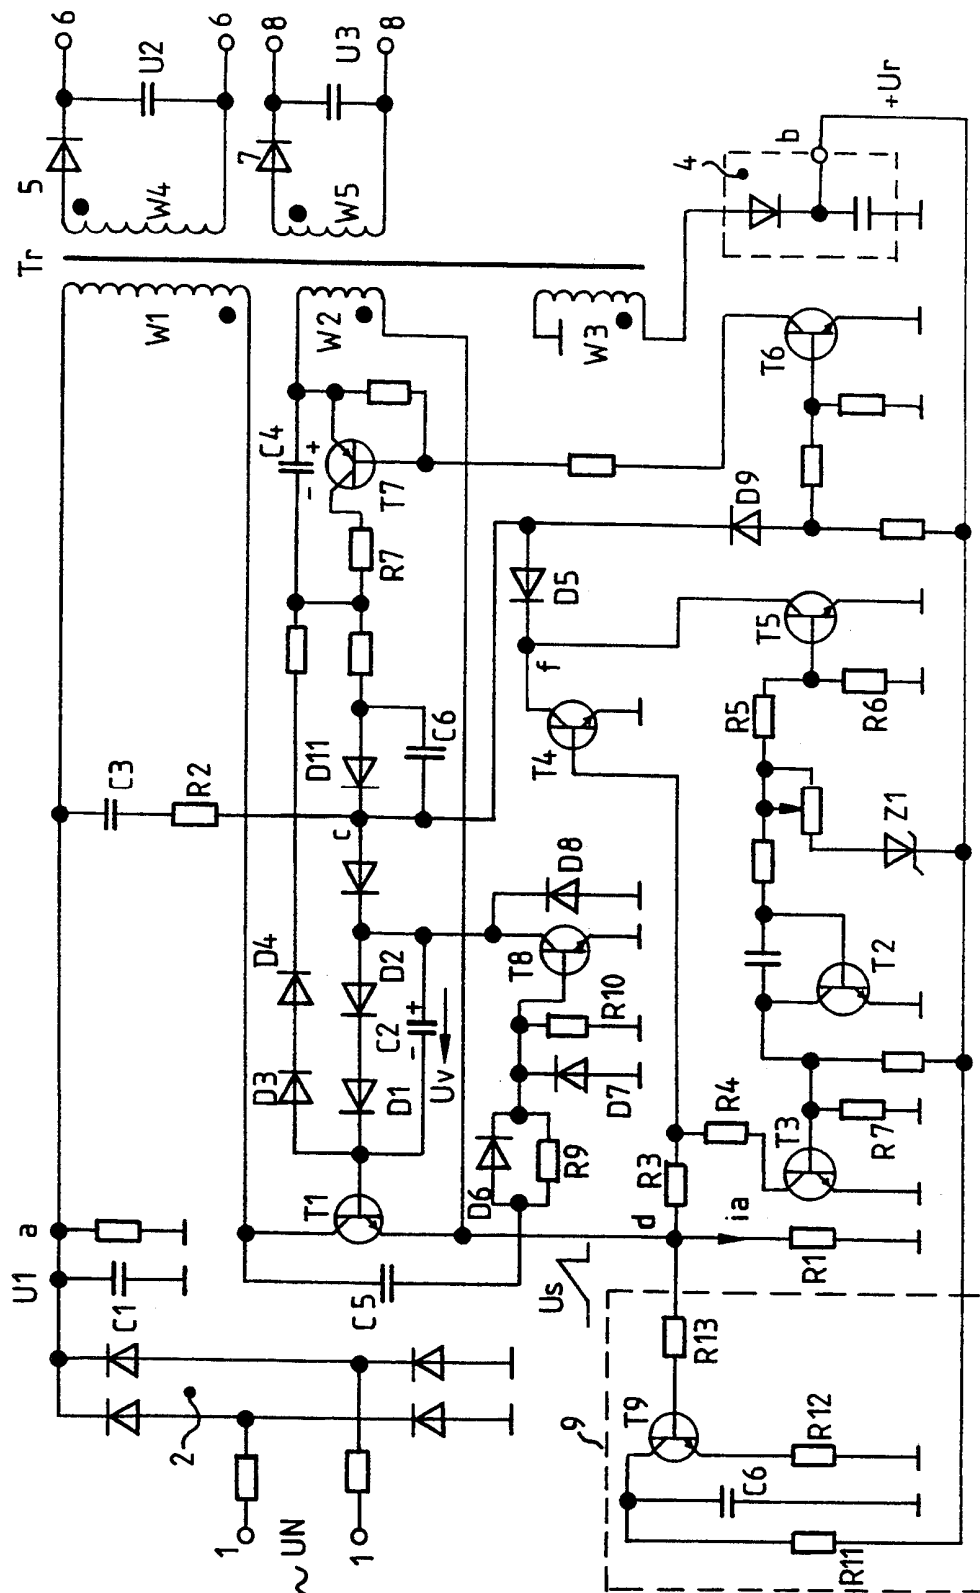 6
6
8
8
U2
U3
5
7
W4
W5
4
b
+Ur
Tr
W1
W2
W3
T6
C4
+
-
T7
R7
D9
D5
f
T5
R5
R6
C3
R2
D11
C6
c
T4
Z1
D4
D2
D8
T8
C2
+
-
Uv
R10
T2
D3
D1
D7
T1
D6
R9
R4
T3
R7
R3
d
ia
R1
a
U1
C1
C5
Us
2
R13
T9
9
R12
C6
R11
1
~ UN
1